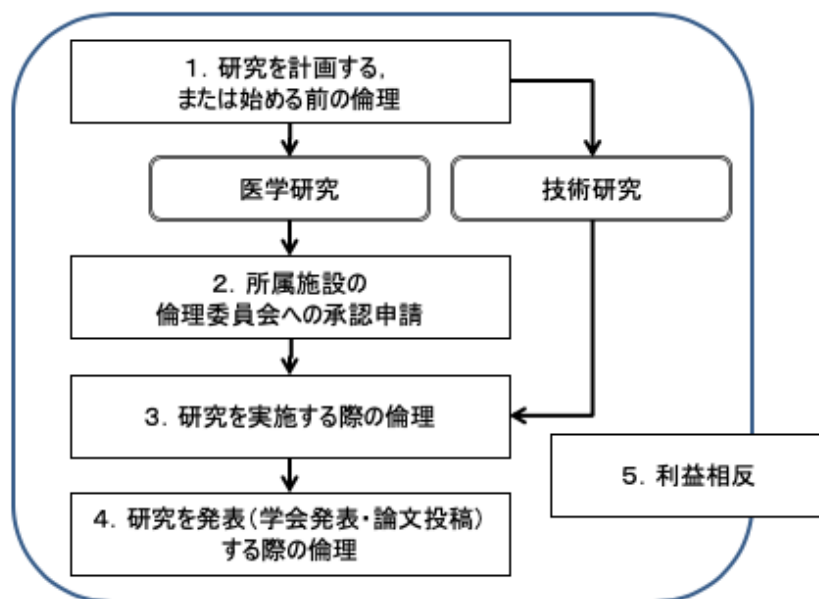 1．研究を計画する，
または始める前の倫理
医学研究
技術研究
2．所属施設の
倫理委員会への承認申請
3．研究を実施する際の倫理
5．利益相反
4．研究を発表（学会発表・論文投稿）
する際の倫理